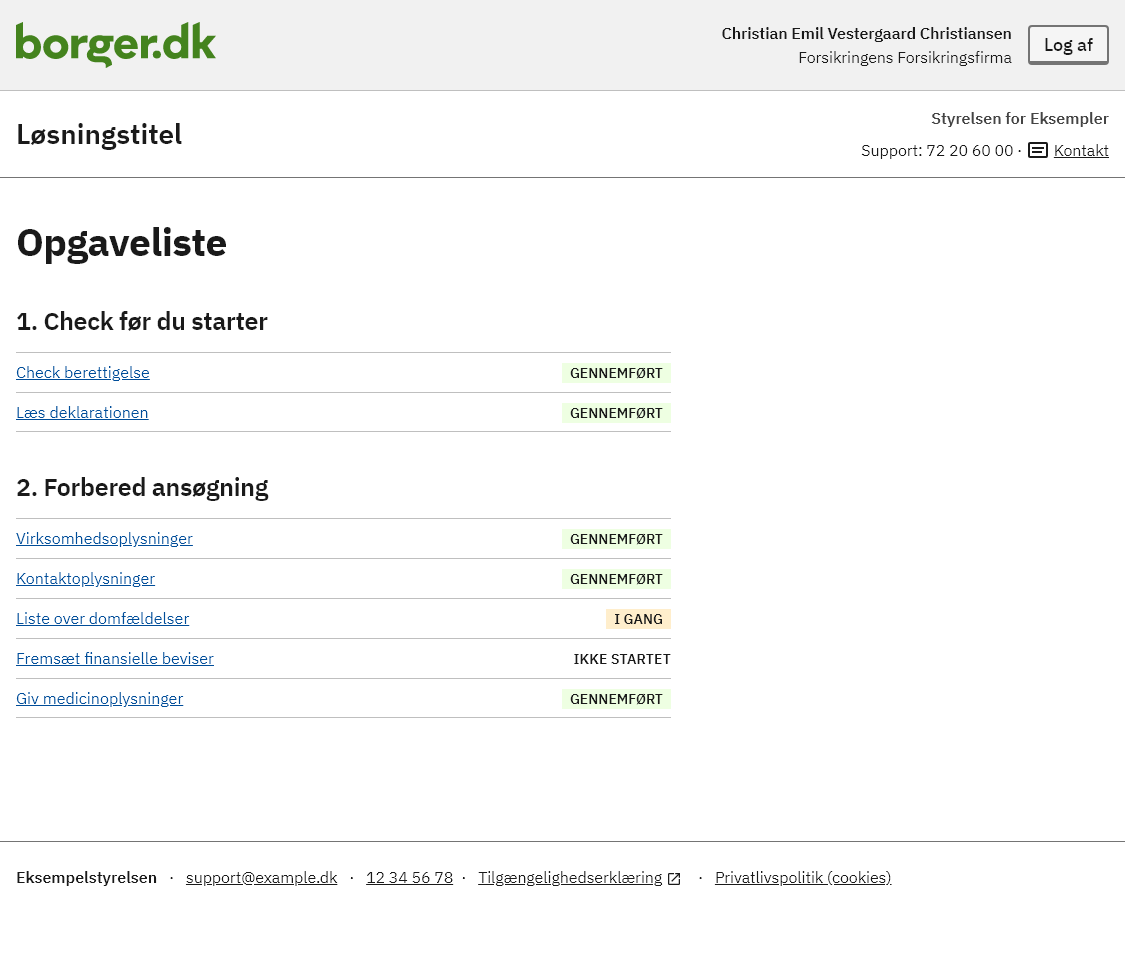 borger.dk
Christian Emil Vestergaard Christiansen
Forsikringens Forsikringsfirma
Log af
Løsningstitel
Styrelsen for Eksempler
Support: 72 20 60 00 · Kontakt
Opgaveliste
1. Check før du starter
Check berettigelse GENNEMFØRT
Læs deklarationen GENNEMFØRT
2. Forbered ansøgning
Virksomhedsoplysninger GENNEMFØRT
Kontaktoplysninger GENNEMFØRT
Liste over domfældelser I GANG
Fremsæt finansielle beviser IKKE STARTET
Giv medicinoplysninger GENNEMFØRT
Eksempelstyrelsen · support@example.dk · 12 34 56 78 · Tilgængelighedserklæring · Privatlivspolitik (cookies)